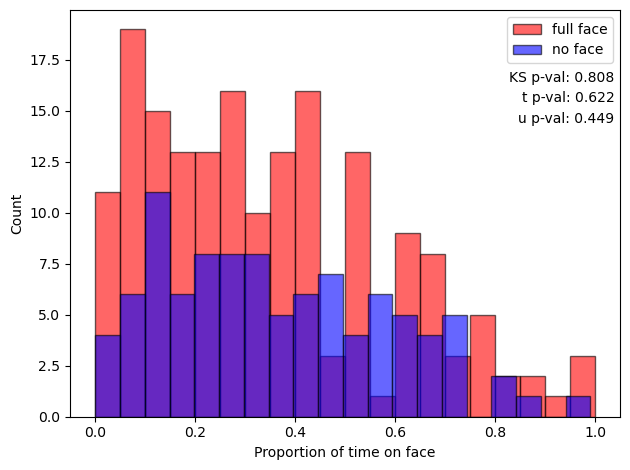 full face
no face
KS p-val: 0.808
t p-val: 0.622
u p-val: 0.449
17.5
15.0
12.5
10.0
7.5
5.0
2.5
0.0
Count
0.0 0.2 0.4 0.6 0.8 1.0
Proportion of time on face